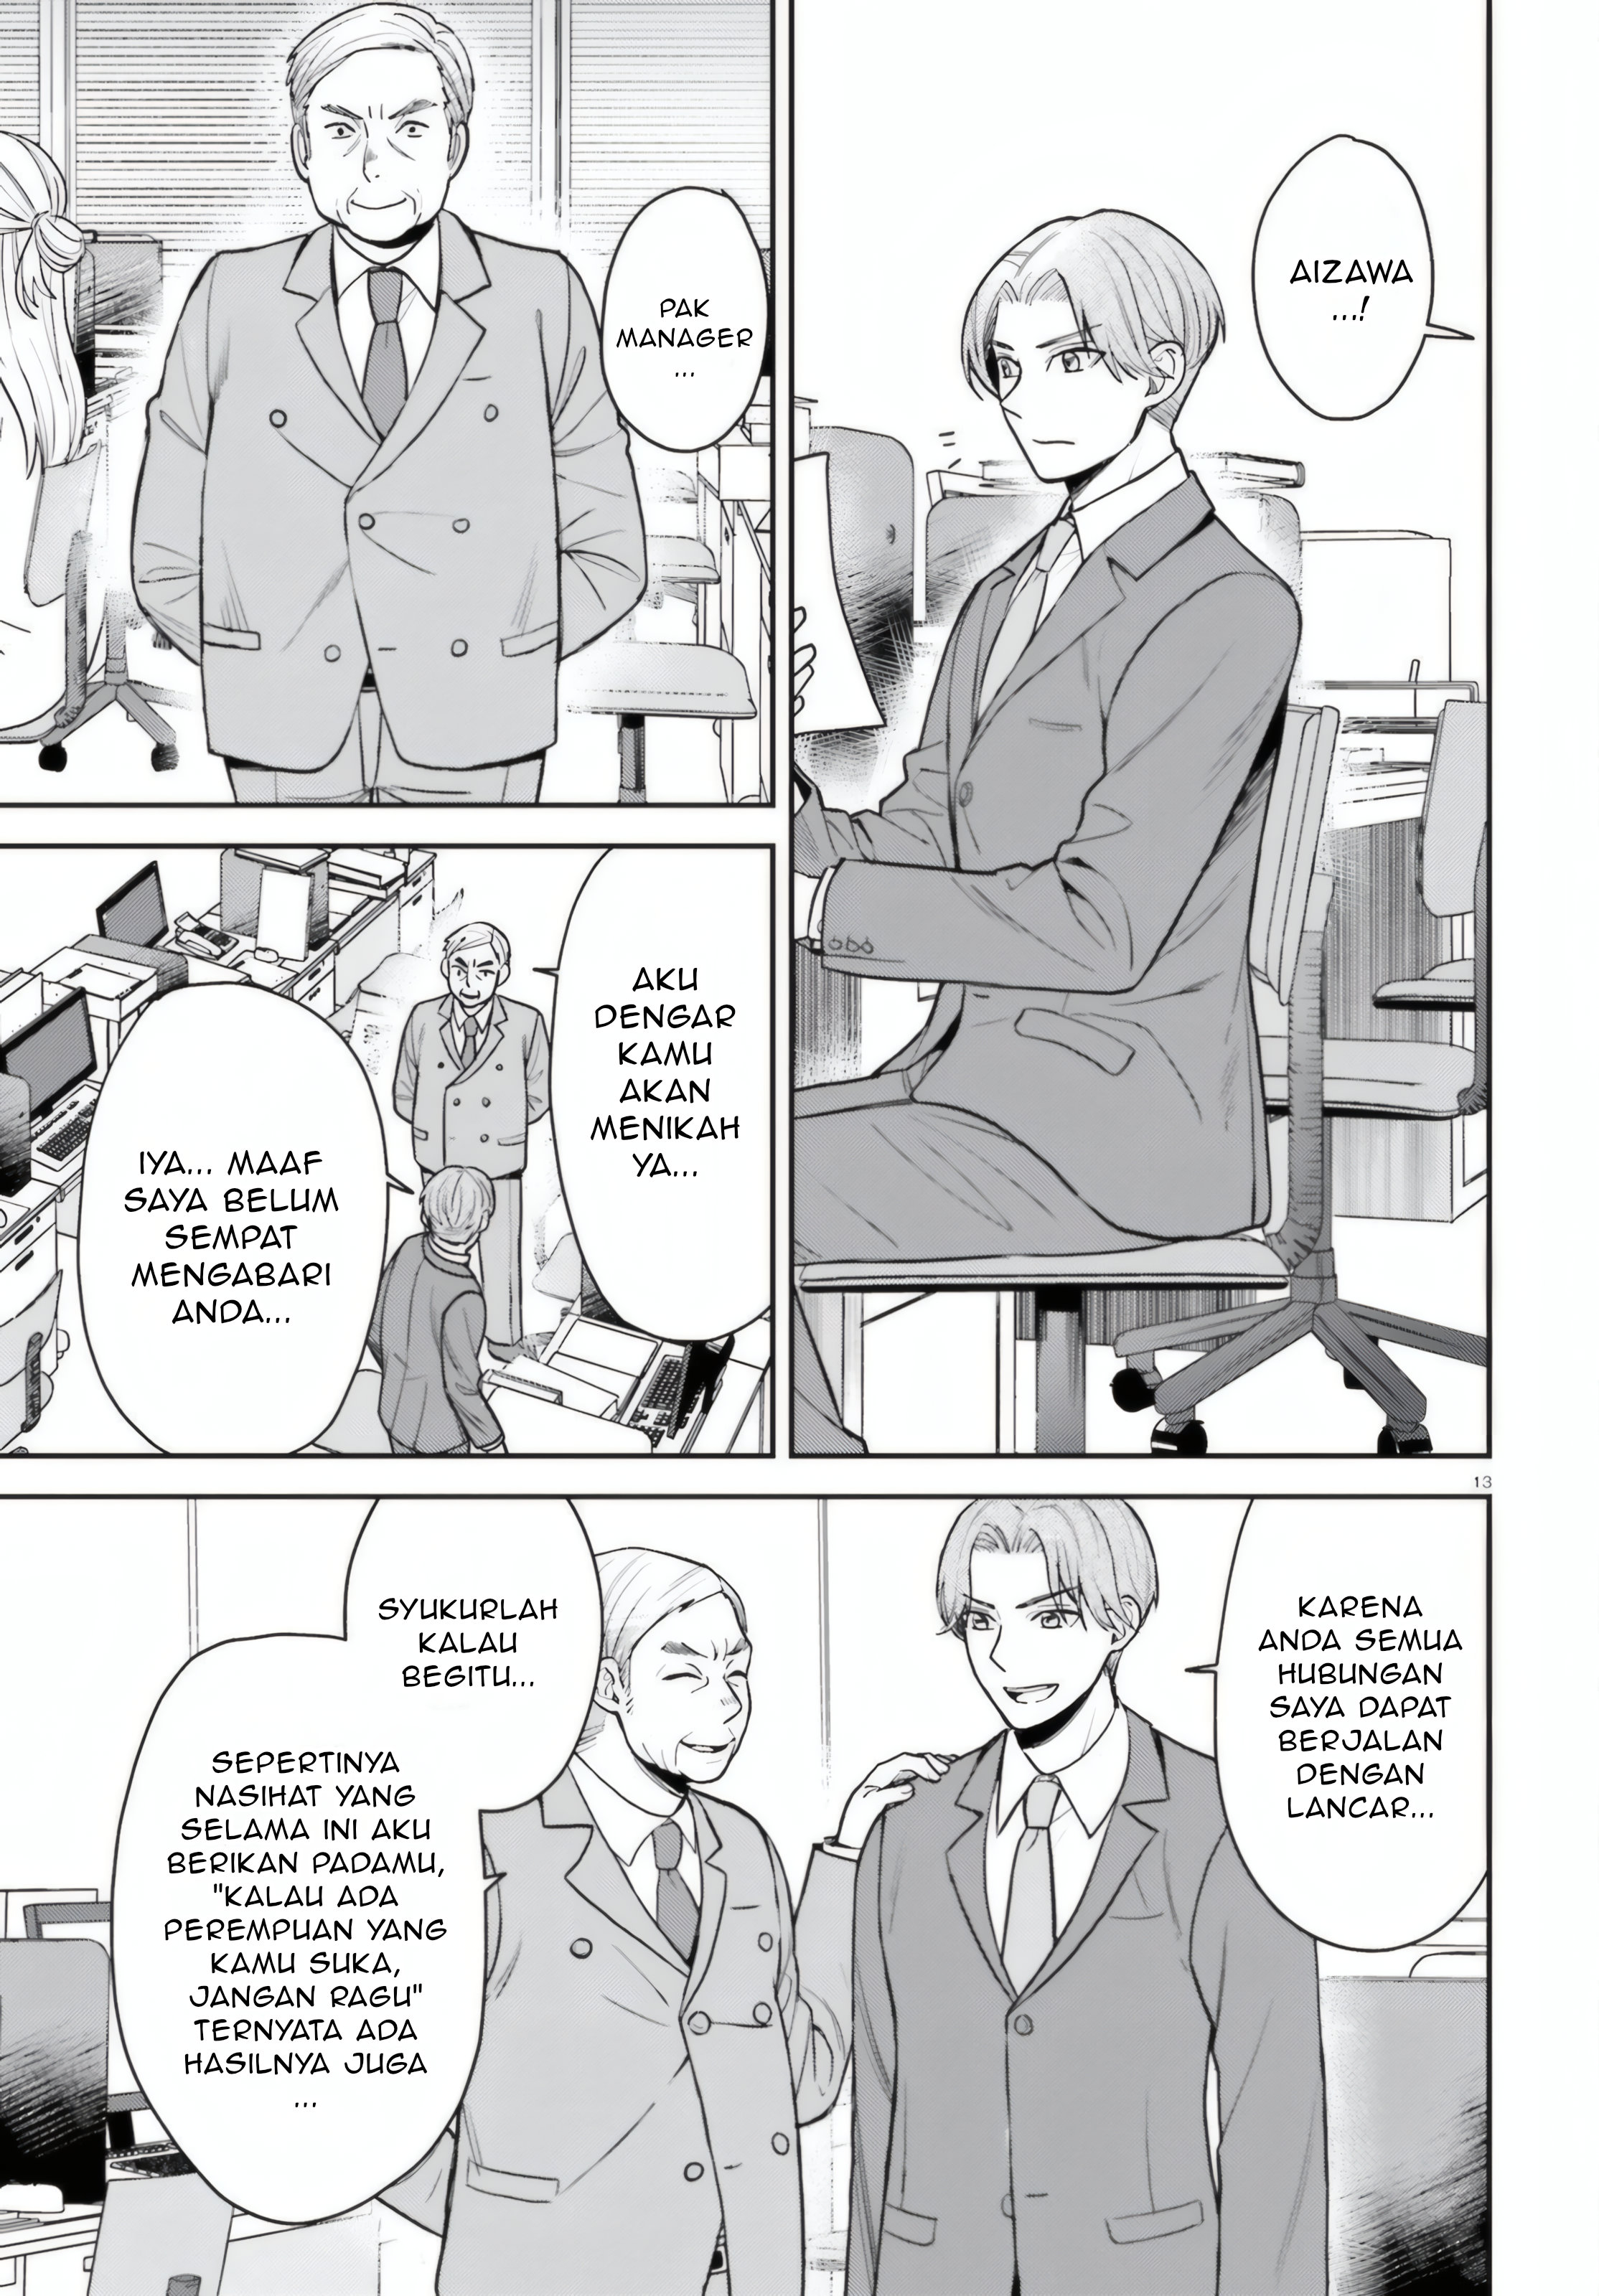 AIZAWA
...!
PAK
MANAGER
...
AKU
DENGAR
KAMU
AKAN
MENIKAH
YA...
IYA... MAAF
SAYA BELUM
SEMPAT
MENGABARI
ANDA...
13
KARENA
ANDA SEMUA
HUBUNGAN
SAYA DAPAT
BERJALAN
DENGAN
LANCAR...
SYUKURLAH
KALAU
BEGITU...
SEPERTINYA
NASIHAT YANG
SELAMA INI AKU
BERIKAN PADAMU,
"KALAU ADA
PEREMPUAN YANG
KAMU SUKA,
JANGAN RAGU"
TERNYATA ADA
HASILNYA JUGA
...